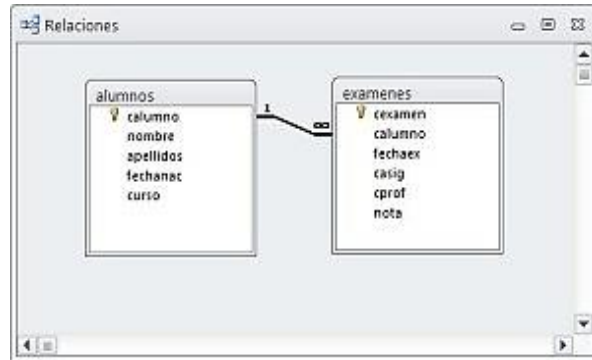 Relaciones
alumnos
calumno
nombre
apellidos
fechanac
curso
1
∞
examenes
cexamen
calumno
fechaex
casig
cprof
nota